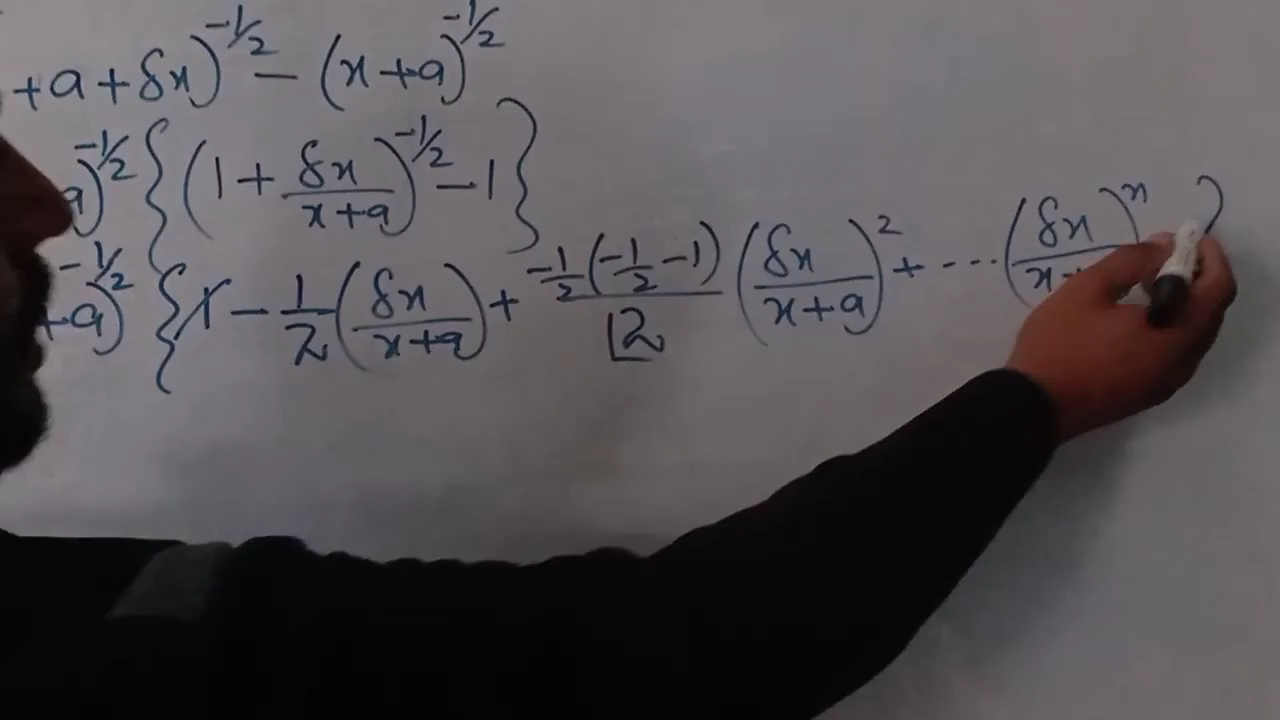 +a+δx)^-1/2 - (x+a)^-1/2
a)^-1/2 { (1 + δx/x+a)^-1/2 - 1 }
+a)^-1/2 { 1 - 1/2 (δx/x+a) + -1/2(-1/2-1)/⌊2 (δx/x+a)^2 + ... (δx/x+
)^n